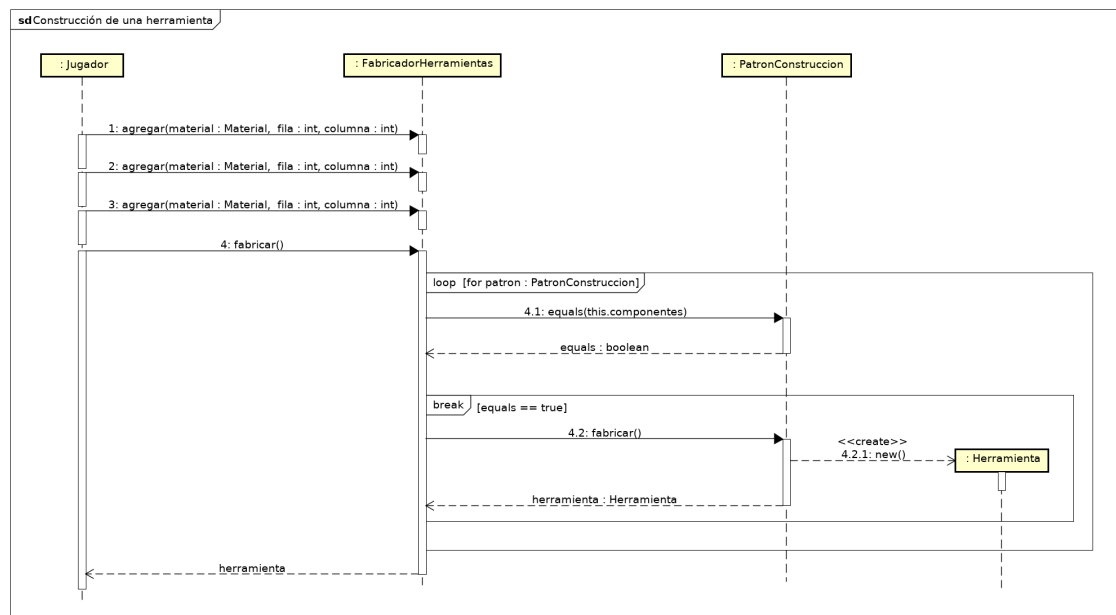 sd Construcción de una herramienta
: Jugador
: FabricadorHerramientas
: PatronConstruccion
1: agregar(material : Material,  fila : int, columna : int)
2: agregar(material : Material,  fila : int, columna : int)
3: agregar(material : Material,  fila : int, columna : int)
4: fabricar()
loop  [for patron : PatronConstruccion]
4.1: equals(this.componentes)
equals : boolean
break  [equals == true]
4.2: fabricar()
<<create>>
4.2.1: new()
: Herramienta
herramienta : Herramienta
herramienta